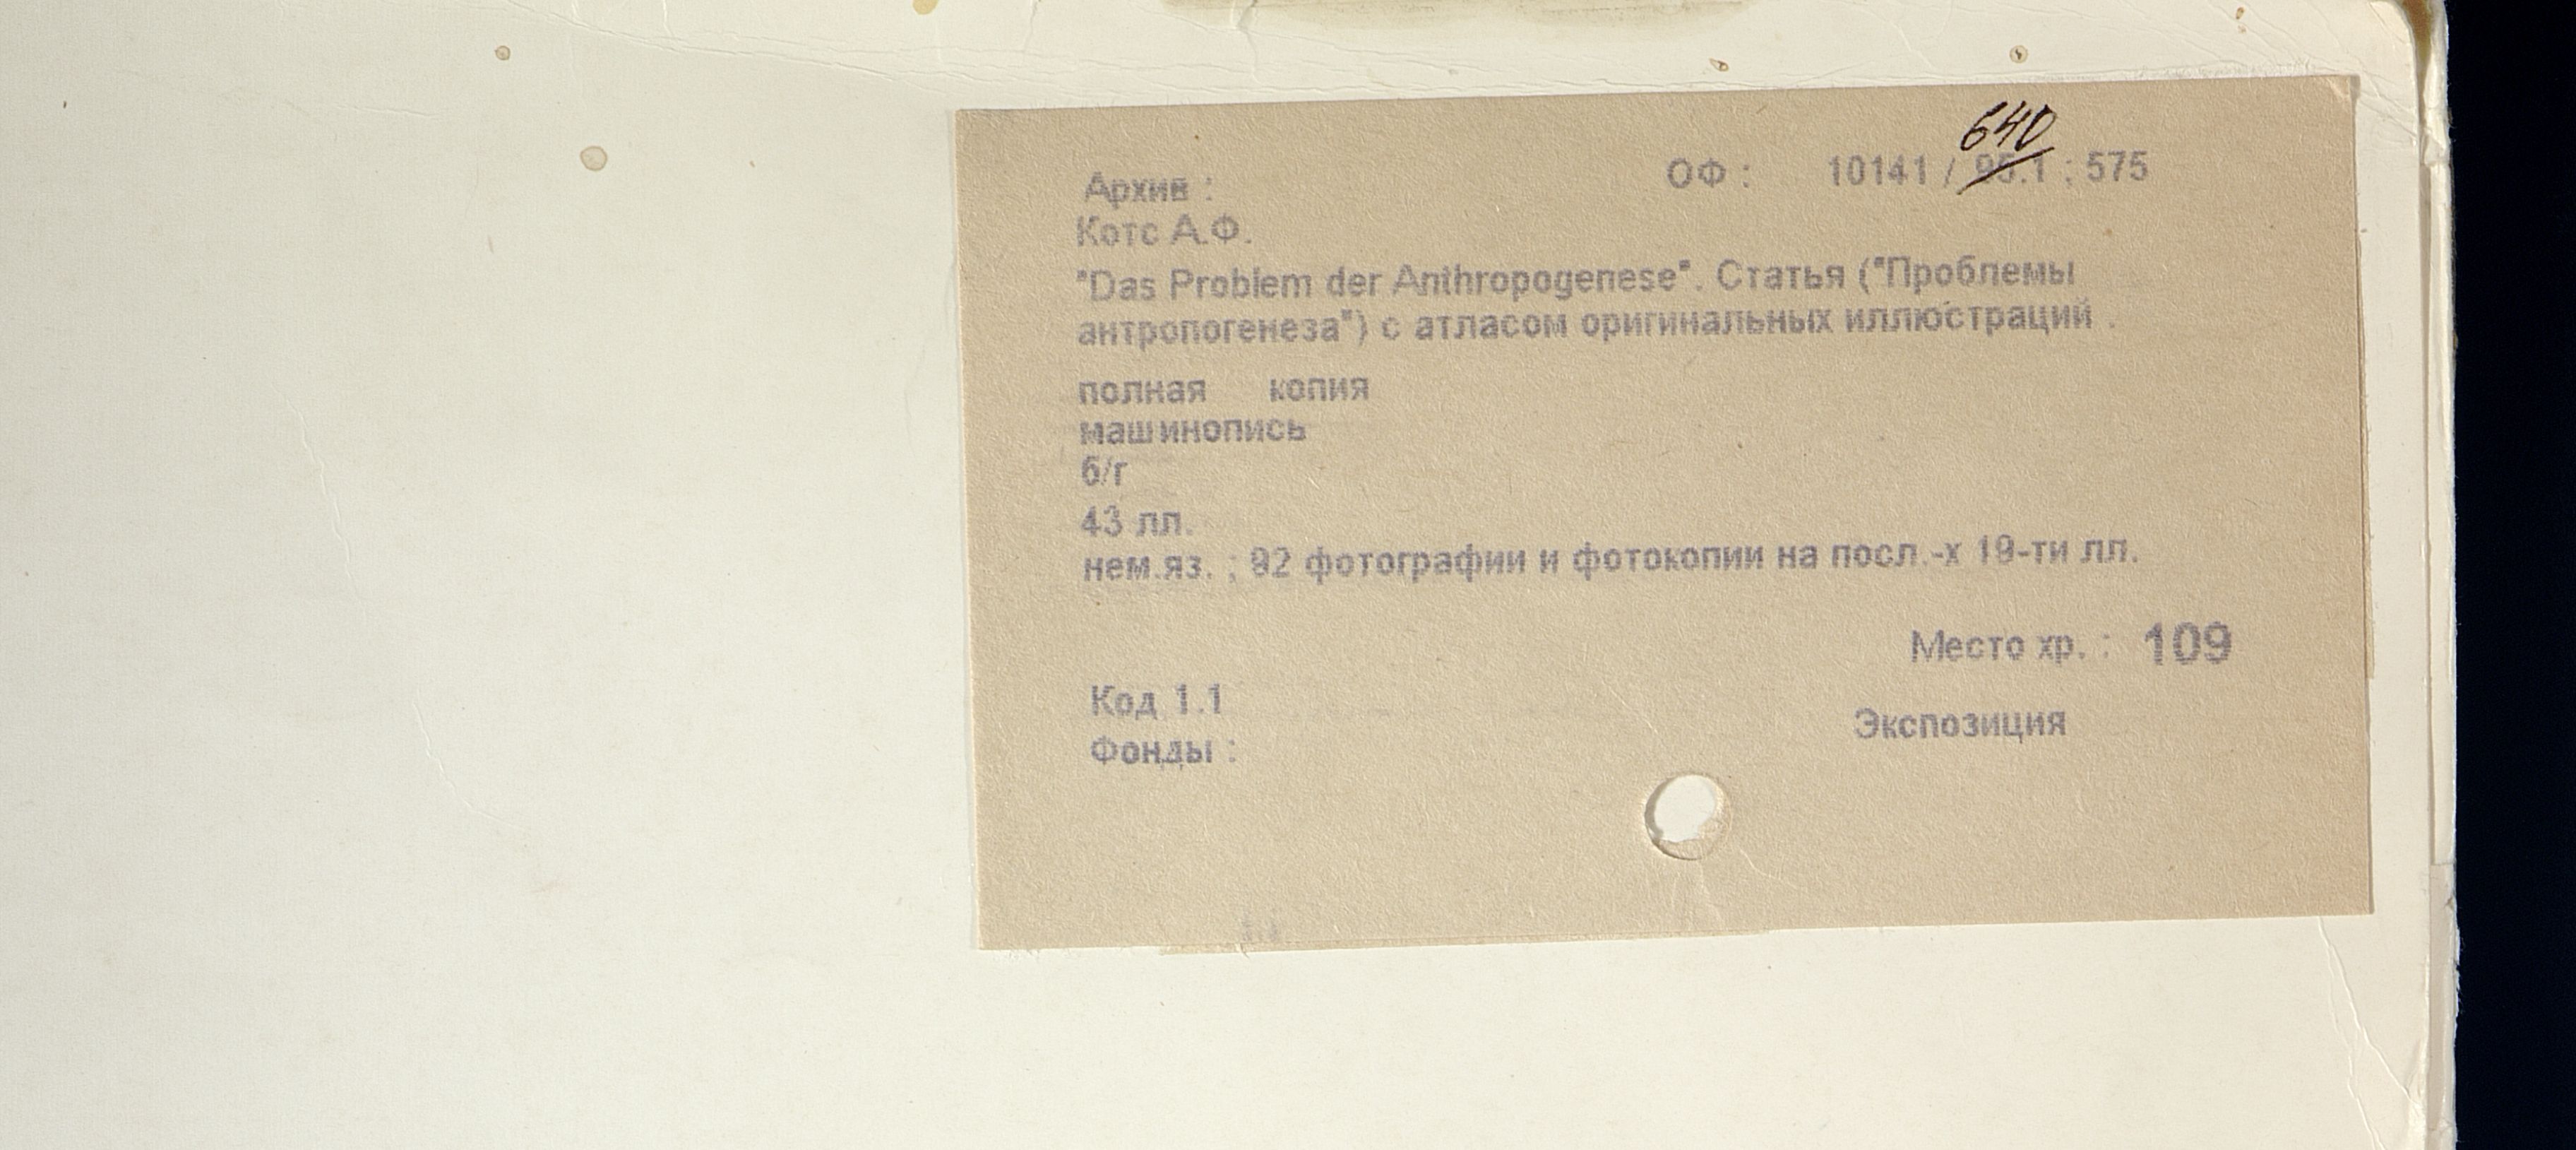 640
Архив : ОФ : 10141 / 95.1 ; 575
Котс А.Ф.
"Das Problem der Anthropogenese". Статья ("Проблемы
антропогенеза") с атласом оригинальных иллюстраций .
полная копия
машинопись
б/г
43 лл.
нем.яз. ; 92 фотографии и фотокопии на посл.-х 19-ти лл.
Место хр. : 109
Код 1.1
Экспозиция
Фонды :